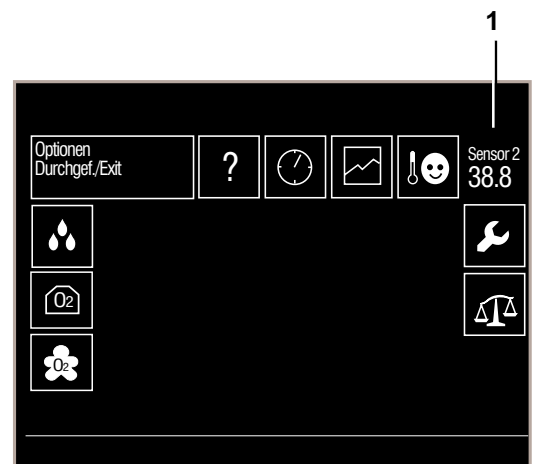 1
Optionen
Durchgef./Exit
?
Sensor 2
38.8
O2
O2